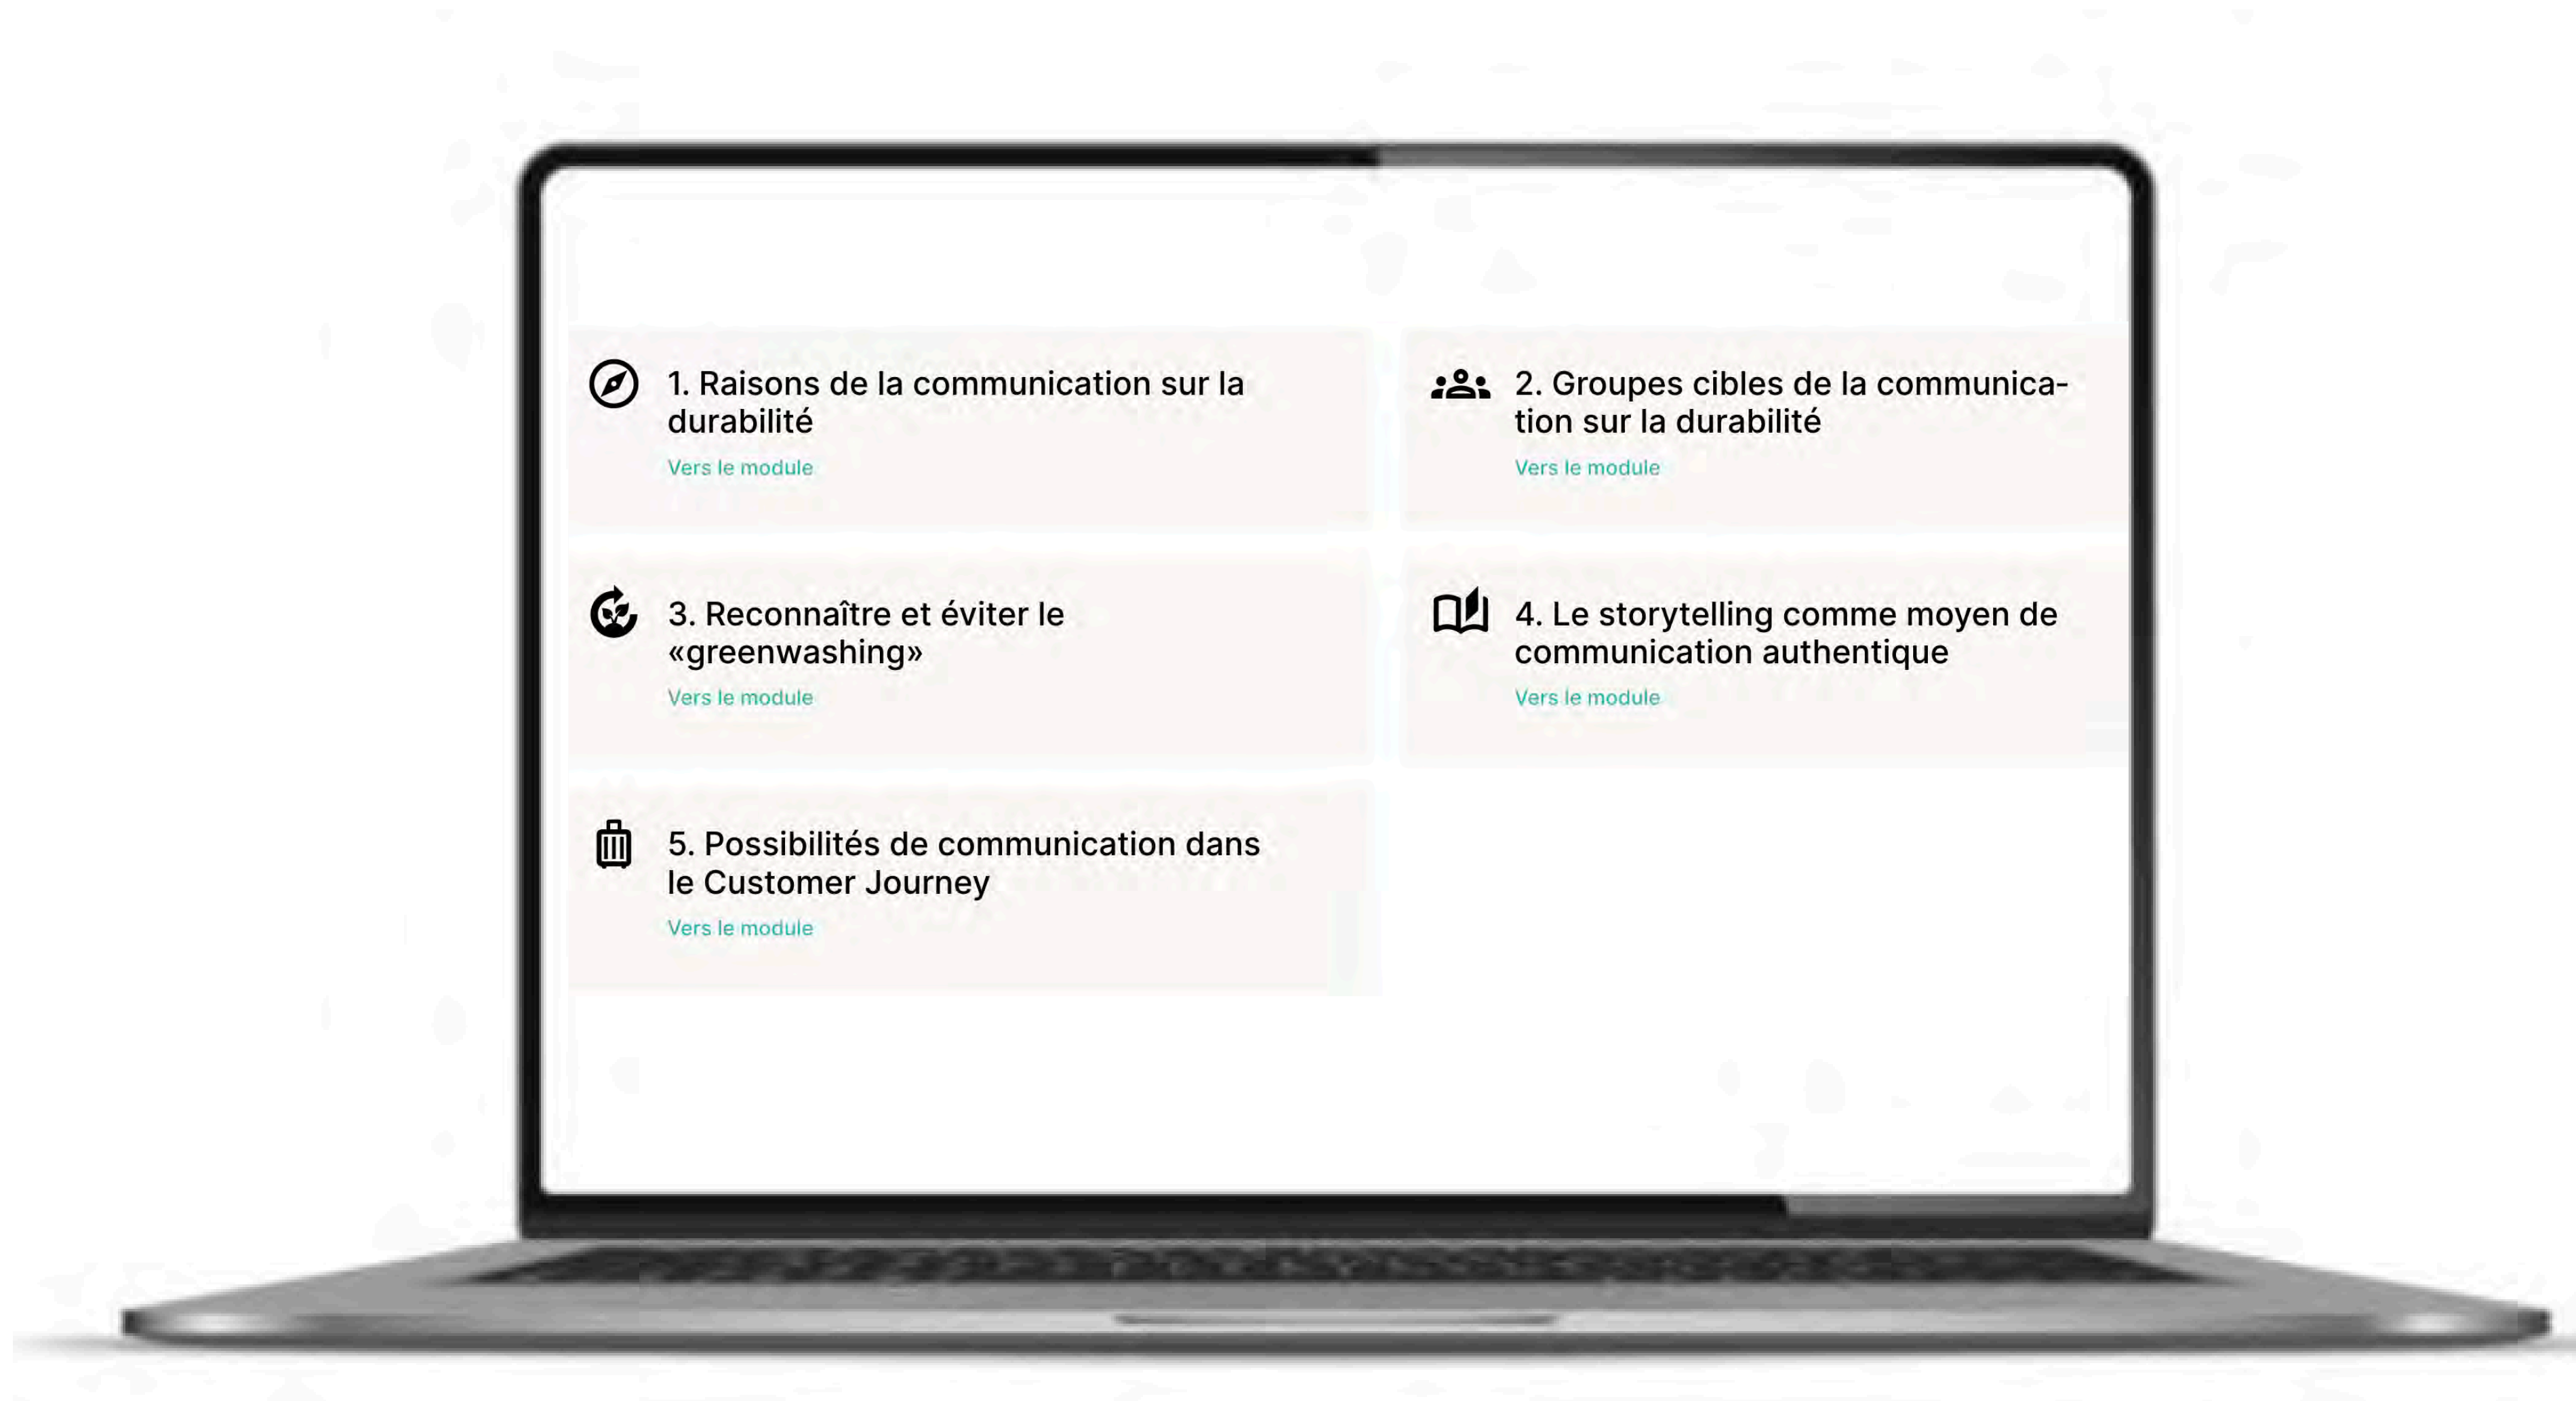 1. Raisons de la communication sur la
durabilité
Vers le module
2. Groupes cibles de la communica-
tion sur la durabilité
Vers le module
3. Reconnaître et éviter le
«greenwashing»
Vers le module
4. Le storytelling comme moyen de
communication authentique
Vers le module
5. Possibilités de communication dans
le Customer Journey
Vers le module